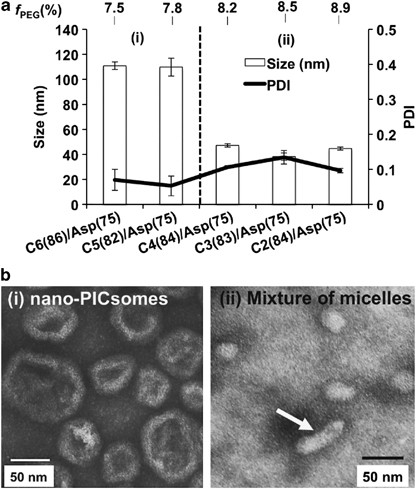 a
fPEG(%) 7.5 7.8 8.2 8.5 8.9
(i) (ii)
140 0.5
120
100 0.4
80 0.3
60
0.2
40
20 0.1
0 0
Size (nm)
PDI
Size (nm)
PDI
C6(86)/Asp(75) C5(82)/Asp(75) C4(84)/Asp(75) C3(83)/Asp(75) C2(84)/Asp(75)
b
(i) nano-PICsomes
(ii) Mixture of micelles
50 nm
50 nm